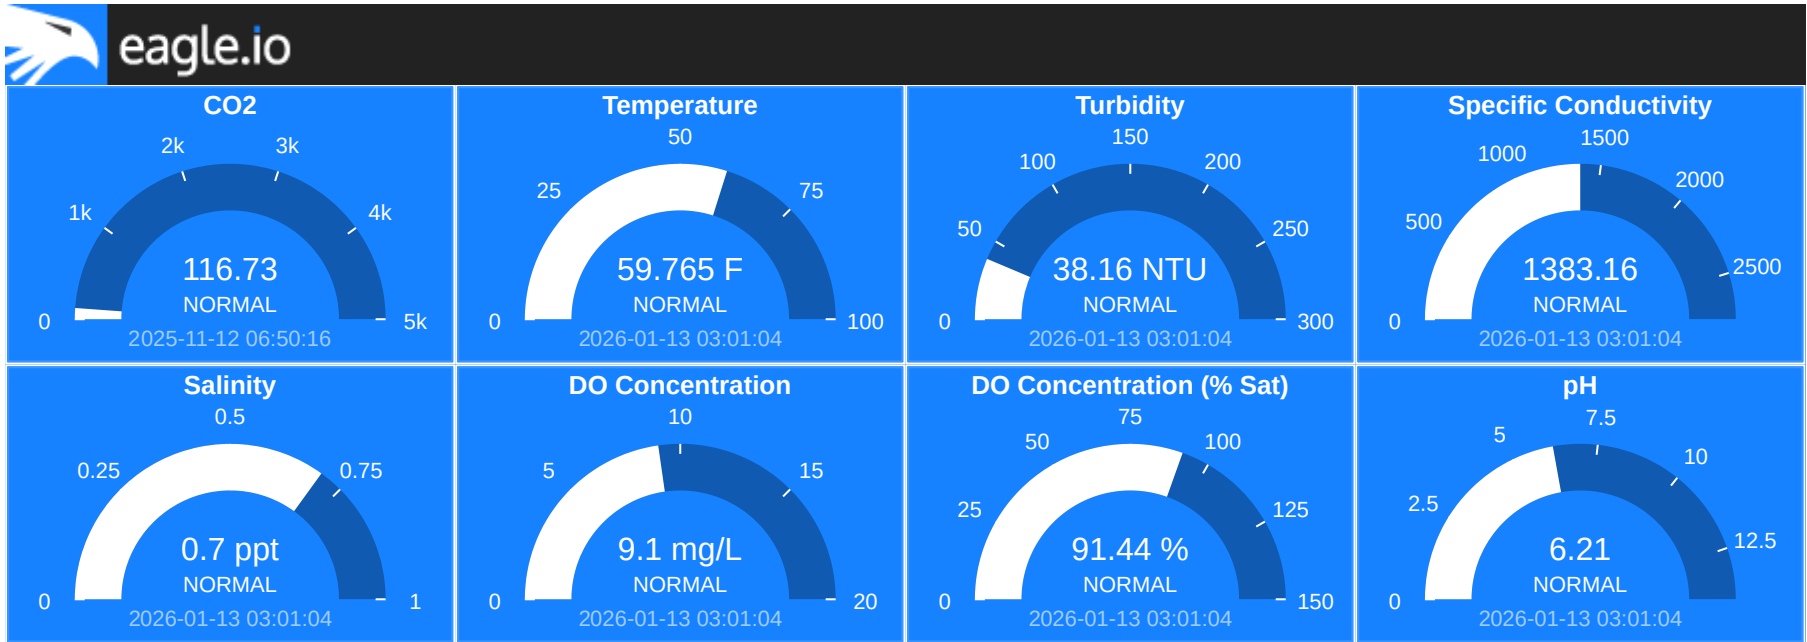 eagle.io
CO2
0
1k
2k
3k
4k
5k
116.73
NORMAL
2025-11-12 06:50:16
Temperature
0
25
50
75
100
59.765 F
NORMAL
2026-01-13 03:01:04
Turbidity
0
50
100
150
200
250
300
38.16 NTU
NORMAL
2026-01-13 03:01:04
Specific Conductivity
0
500
1000
1500
2000
2500
1383.16
NORMAL
2026-01-13 03:01:04
Salinity
0
0.25
0.5
0.75
1
0.7 ppt
NORMAL
2026-01-13 03:01:04
DO Concentration
0
5
10
15
20
9.1 mg/L
NORMAL
2026-01-13 03:01:04
DO Concentration (% Sat)
0
25
50
75
100
125
150
91.44 %
NORMAL
2026-01-13 03:01:04
pH
0
2.5
5
7.5
10
12.5
6.21
NORMAL
2026-01-13 03:01:04